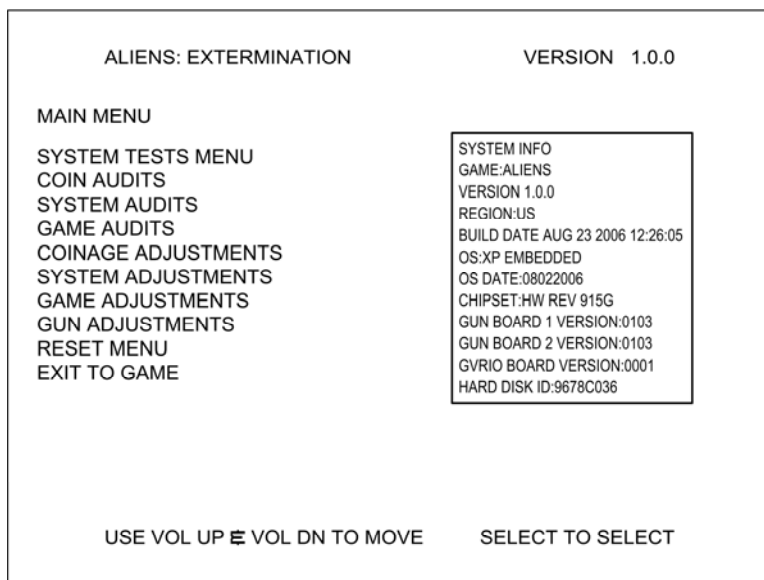 ALIENS: EXTERMINATION VERSION 1.0.0
MAIN MENU
SYSTEM TESTS MENU
COIN AUDITS
SYSTEM AUDITS
GAME AUDITS
COINAGE ADJUSTMENTS
SYSTEM ADJUSTMENTS
GAME ADJUSTMENTS
GUN ADJUSTMENTS
RESET MENU
EXIT TO GAME
SYSTEM INFO
GAME:ALIENS
VERSION 1.0.0
REGION:US
BUILD DATE AUG 23 2006 12:26:05
OS:XP EMBEDDED
OS DATE:08022006
CHIPSET:HW REV 915G
GUN BOARD 1 VERSION:0103
GUN BOARD 2 VERSION:0103
GVRIO BOARD VERSION:0001
HARD DISK ID:9678C036
USE VOL UP & VOL DN TO MOVE SELECT TO SELECT